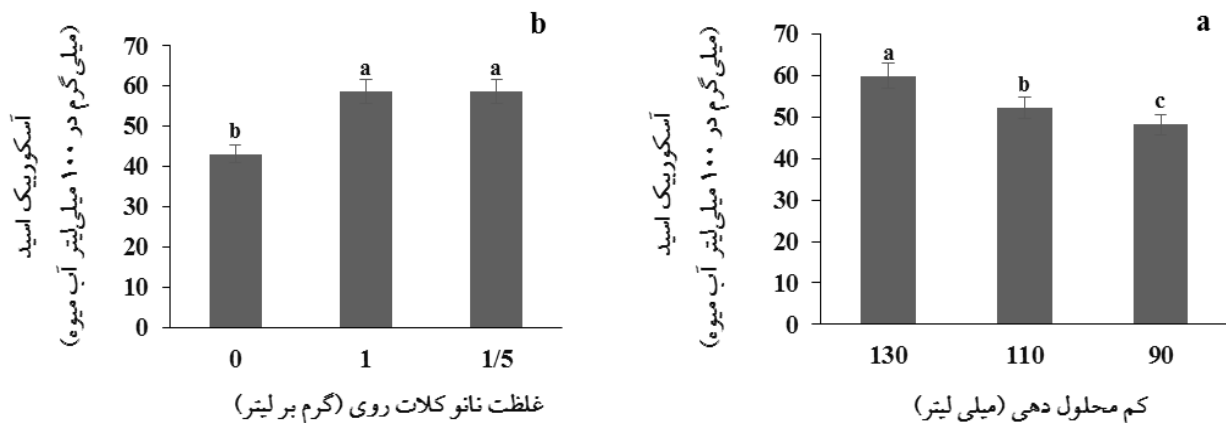 b
آسکوربیک اسید
(میلی‌گرم در ۱۰۰ میلی‌لیتر آب میوه)
70
60
50
40
30
20
10
0
b
a
a
0 1 1/5
غلظت نانو کلات روی (گرم بر لیتر)
a
آسکوربیک اسید
(میلی‌گرم در ۱۰۰ میلی‌لیتر آب میوه)
70
60
50
40
30
20
10
0
a
b
c
130 110 90
کم محلول دهی (میلی لیتر)